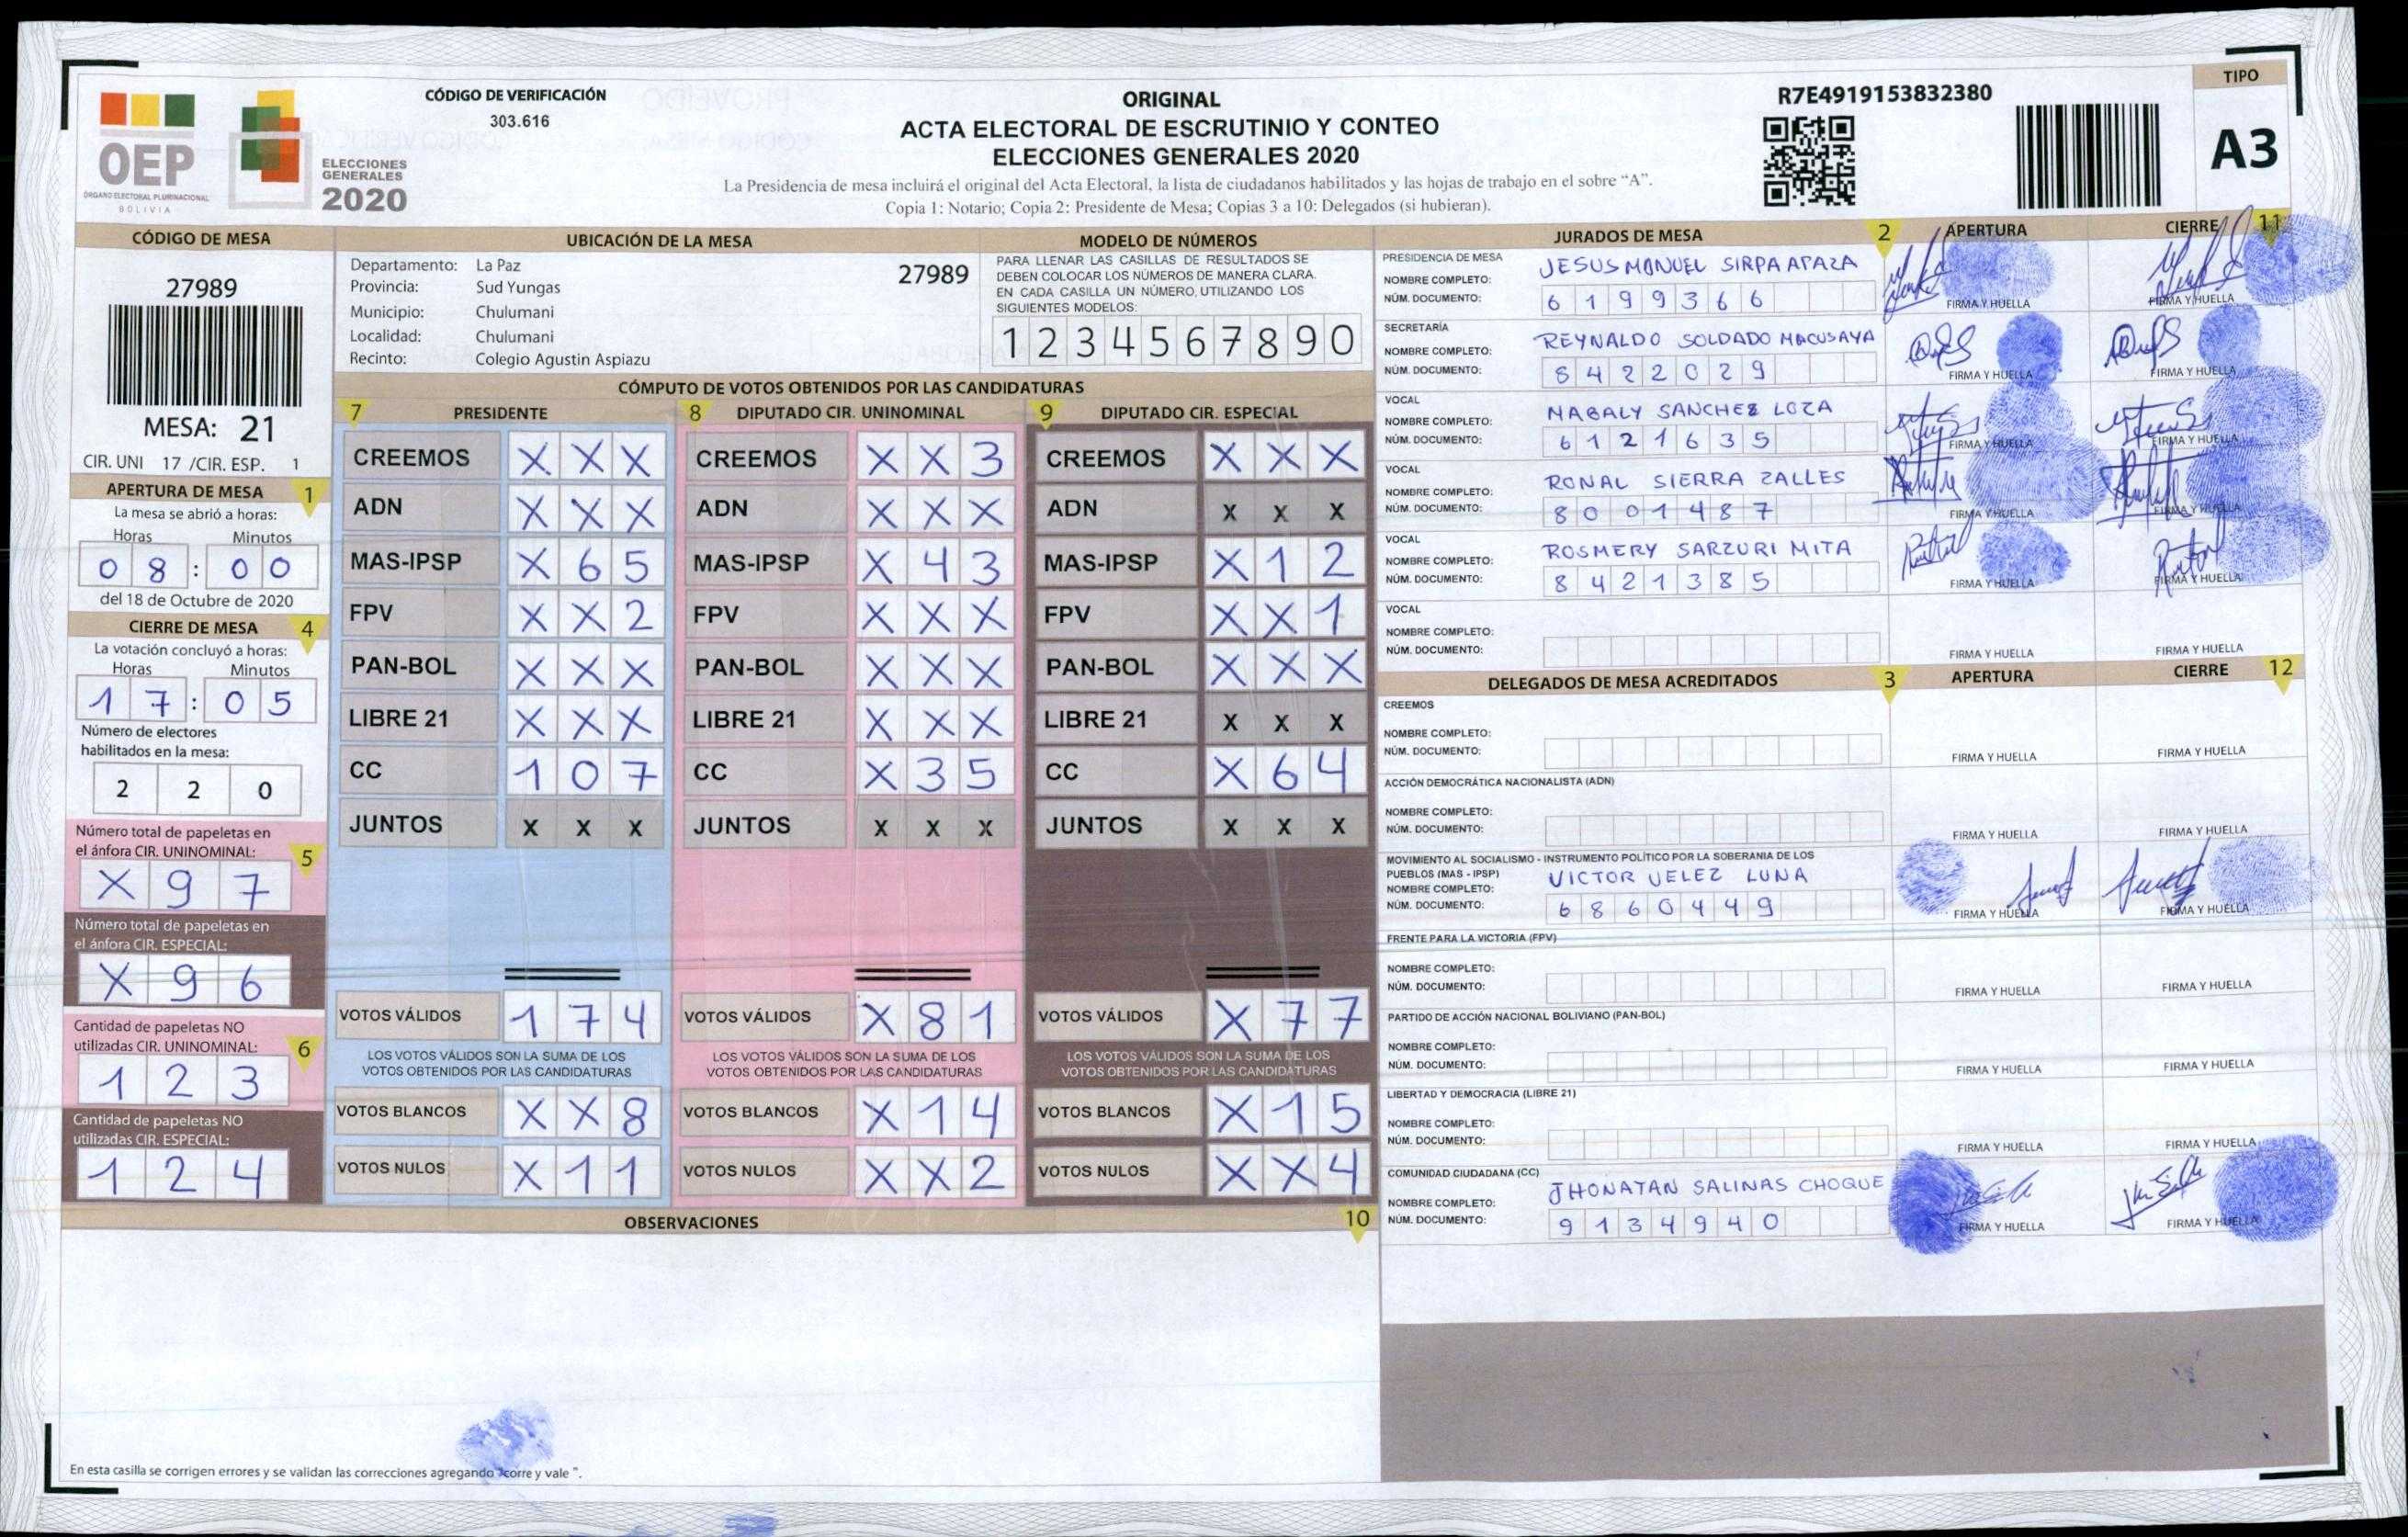 OEP
ÓRGANO ELECTORAL PLURINACIONAL
BOLIVIA
ELECCIONES
GENERALES
2020
CÓDIGO DE VERIFICACIÓN
303.616
ORIGINAL
ACTA ELECTORAL DE ESCRUTINIO Y CONTEO
ELECCIONES GENERALES 2020
La Presidencia de mesa incluirá el original del Acta Electoral, la lista de ciudadanos habilitados y las hojas de trabajo en el sobre “A”.
Copia 1: Notario; Copia 2: Presidente de Mesa; Copias 3 a 10: Delegados (si hubieran).
R7E4919153832380
TIPO
A3
CÓDIGO DE MESA
27989
MESA: 21
CIR. UNI 17 /CIR. ESP. 1
APERTURA DE MESA 1
La mesa se abrió a horas:
Horas Minutos
0 8 : 0 0
del 18 de Octubre de 2020
CIERRE DE MESA 4
La votación concluyó a horas:
Horas Minutos
1 7 : 0 5
Número de electores
habilitados en la mesa:
2 2 0
Número total de papeletas en
el ánfora CIR. UNINOMINAL: 5
X 9 7
Número total de papeletas en
el ánfora CIR. ESPECIAL:
X 9 6
Cantidad de papeletas NO
utilizadas CIR. UNINOMINAL: 6
1 2 3
Cantidad de papeletas NO
utilizadas CIR. ESPECIAL:
1 2 4
UBICACIÓN DE LA MESA
Departamento: La Paz 27989
Provincia: Sud Yungas
Municipio: Chulumani
Localidad: Chulumani
Recinto: Colegio Agustin Aspiazu
MODELO DE NÚMEROS
PARA LLENAR LAS CASILLAS DE RESULTADOS SE
DEBEN COLOCAR LOS NÚMEROS DE MANERA CLARA.
EN CADA CASILLA UN NÚMERO, UTILIZANDO LOS
SIGUIENTES MODELOS:
1 2 3 4 5 6 7 8 9 0
CÓMPUTO DE VOTOS OBTENIDOS POR LAS CANDIDATURAS
7 PRESIDENTE 8 DIPUTADO CIR. UNINOMINAL 9 DIPUTADO CIR. ESPECIAL
CREEMOS X X X CREEMOS X X 3 CREEMOS X X X
ADN X X X ADN X X X ADN X X X
MAS-IPSP X 6 5 MAS-IPSP X 4 3 MAS-IPSP X 1 2
FPV X X 2 FPV X X X FPV X X 1
PAN-BOL X X X PAN-BOL X X X PAN-BOL X X X
LIBRE 21 X X X LIBRE 21 X X X LIBRE 21 X X X
CC 1 0 7 CC X 3 5 CC X 6 4
JUNTOS X X X JUNTOS X X X JUNTOS X X X
VOTOS VÁLIDOS 1 7 4 VOTOS VÁLIDOS X 8 1 VOTOS VÁLIDOS X 7 7
LOS VOTOS VÁLIDOS SON LA SUMA DE LOS LOS VOTOS VÁLIDOS SON LA SUMA DE LOS LOS VOTOS VÁLIDOS SON LA SUMA DE LOS
VOTOS OBTENIDOS POR LAS CANDIDATURAS VOTOS OBTENIDOS POR LAS CANDIDATURAS VOTOS OBTENIDOS POR LAS CANDIDATURAS
VOTOS BLANCOS X X 8 VOTOS BLANCOS X 1 4 VOTOS BLANCOS X 1 5
VOTOS NULOS X 1 1 VOTOS NULOS X X 2 VOTOS NULOS X X 4
OBSERVACIONES 10
En esta casilla se corrigen errores y se validan las correcciones agregando "corre y vale ".
JURADOS DE MESA 2 APERTURA CIERRE 11
PRESIDENCIA DE MESA
NOMBRE COMPLETO: JESUS MANUEL SIRPA APAZA
NÚM. DOCUMENTO: 6 1 9 9 3 6 6 FIRMA Y HUELLA FIRMA Y HUELLA
SECRETARÍA
NOMBRE COMPLETO: REYNALDO SOLDADO MACUSAYA
NÚM. DOCUMENTO: 8 4 2 2 0 2 9 FIRMA Y HUELLA FIRMA Y HUELLA
VOCAL
NOMBRE COMPLETO: MAGALY SANCHEZ LOZA
NÚM. DOCUMENTO: 6 1 2 1 6 3 5 FIRMA Y HUELLA FIRMA Y HUELLA
VOCAL
NOMBRE COMPLETO: RONAL SIERRA ZALLES
NÚM. DOCUMENTO: 8 0 0 1 4 8 7 FIRMA Y HUELLA FIRMA Y HUELLA
VOCAL
NOMBRE COMPLETO: ROSMERY SARZURI MITA
NÚM. DOCUMENTO: 8 4 2 1 3 8 5 FIRMA Y HUELLA FIRMA Y HUELLA
VOCAL
NOMBRE COMPLETO:
NÚM. DOCUMENTO: FIRMA Y HUELLA FIRMA Y HUELLA
DELEGADOS DE MESA ACREDITADOS 3 APERTURA CIERRE 12
CREEMOS
NOMBRE COMPLETO:
NÚM. DOCUMENTO: FIRMA Y HUELLA FIRMA Y HUELLA
ACCIÓN DEMOCRÁTICA NACIONALISTA (ADN)
NOMBRE COMPLETO:
NÚM. DOCUMENTO: FIRMA Y HUELLA FIRMA Y HUELLA
MOVIMIENTO AL SOCIALISMO - INSTRUMENTO POLÍTICO POR LA SOBERANIA DE LOS
PUEBLOS (MAS - IPSP)
NOMBRE COMPLETO: VICTOR VELEZ LUNA
NÚM. DOCUMENTO: 6 8 6 0 4 4 9 FIRMA Y HUELLA FIRMA Y HUELLA
FRENTE PARA LA VICTORIA (FPV)
NOMBRE COMPLETO:
NÚM. DOCUMENTO: FIRMA Y HUELLA FIRMA Y HUELLA
PARTIDO DE ACCIÓN NACIONAL BOLIVIANO (PAN-BOL)
NOMBRE COMPLETO:
NÚM. DOCUMENTO: FIRMA Y HUELLA FIRMA Y HUELLA
LIBERTAD Y DEMOCRACIA (LIBRE 21)
NOMBRE COMPLETO:
NÚM. DOCUMENTO: FIRMA Y HUELLA FIRMA Y HUELLA
COMUNIDAD CIUDADANA (CC)
NOMBRE COMPLETO: JHONATAN SALINAS CHOQUE
NÚM. DOCUMENTO: 9 1 3 4 9 4 0 FIRMA Y HUELLA FIRMA Y HUELLA